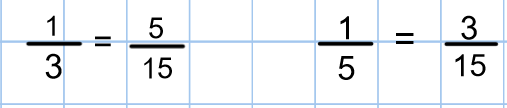 1/3 = 5/15   1/5 = 3/15